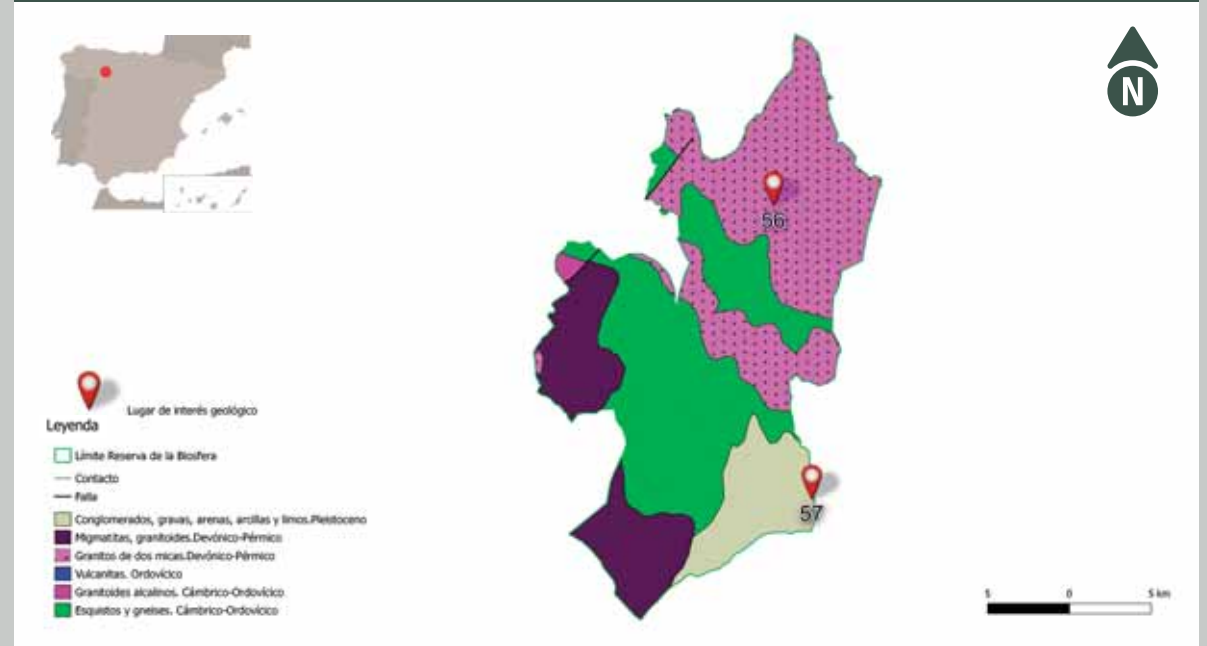 N
56
57
Lugar de interés geológico
Leyenda
Límite Reserva de la Biosfera
Contacto
Falla
Conglomerados, gravas, arenas, arcillas y limos.Pleistoceno
Migmatitas, granitoides.Devónico-Pérmico
Granitos de dos micas.Devónico-Pérmico
Vulcanitas. Ordovícico
Granitoides alcalinos. Cámbrico-Ordovícico
Esquistos y gneises. Cámbrico-Ordovícico
5 0 5 km